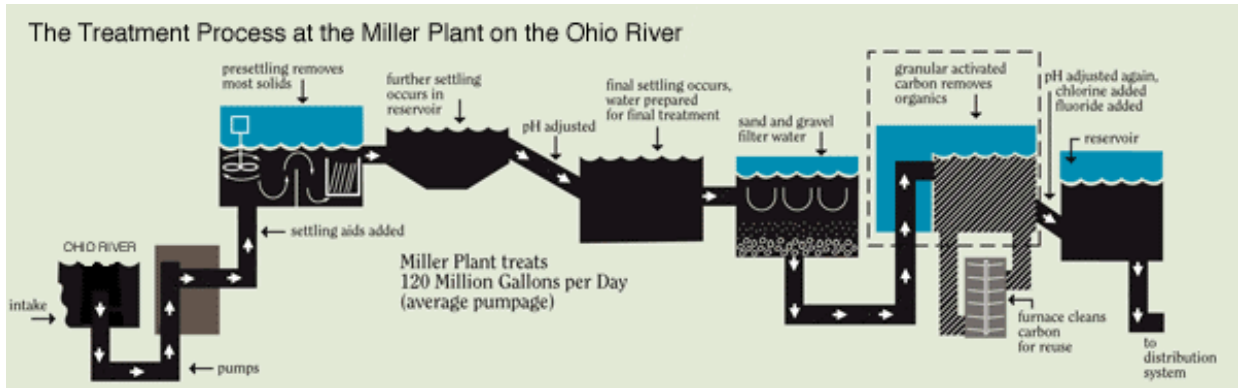 The Treatment Process at the Miller Plant on the Ohio River
presettling removes
most solids
further settling
occurs in
reservoir
pH adjusted
final settling occurs,
water prepared
for final treatment
sand and gravel
filter water
granular activated
carbon removes
organics
pH adjusted again,
chlorine added
fluoride added
reservoir
settling aids added
OHIO RIVER
intake
pumps
Miller Plant treats
120 Million Gallons per Day
(average pumpage)
furnace cleans
carbon
for reuse
to
distribution
system